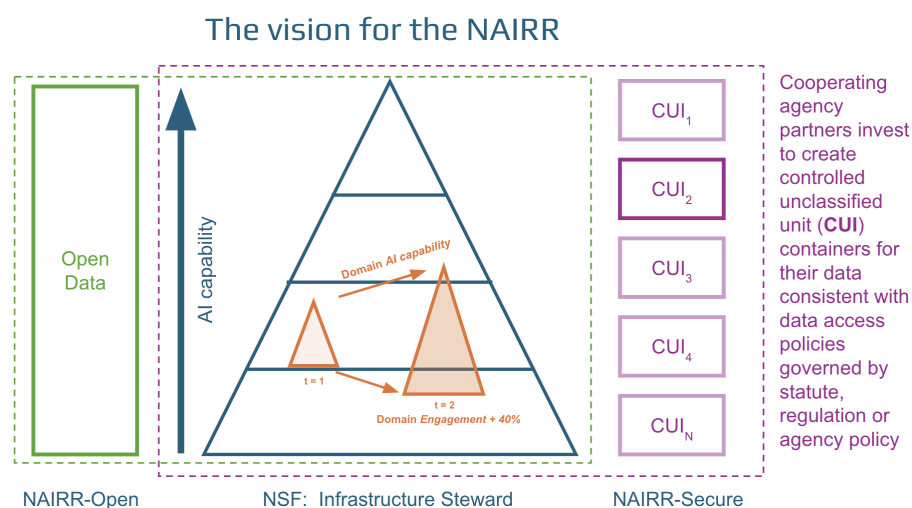 The vision for the NAIRR
Open
Data
AI capability
Domain AI capability
t = 1
t = 2
Domain Engagement + 40%
CUI1
CUI2
CUI3
CUI4
CUIN
Cooperating
agency
partners invest
to create
controlled
unclassified
unit (CUI)
containers for
their data
consistent with
data access
policies
governed by
statute,
regulation or
agency policy
NAIRR-Open
NSF: Infrastructure Steward
NAIRR-Secure